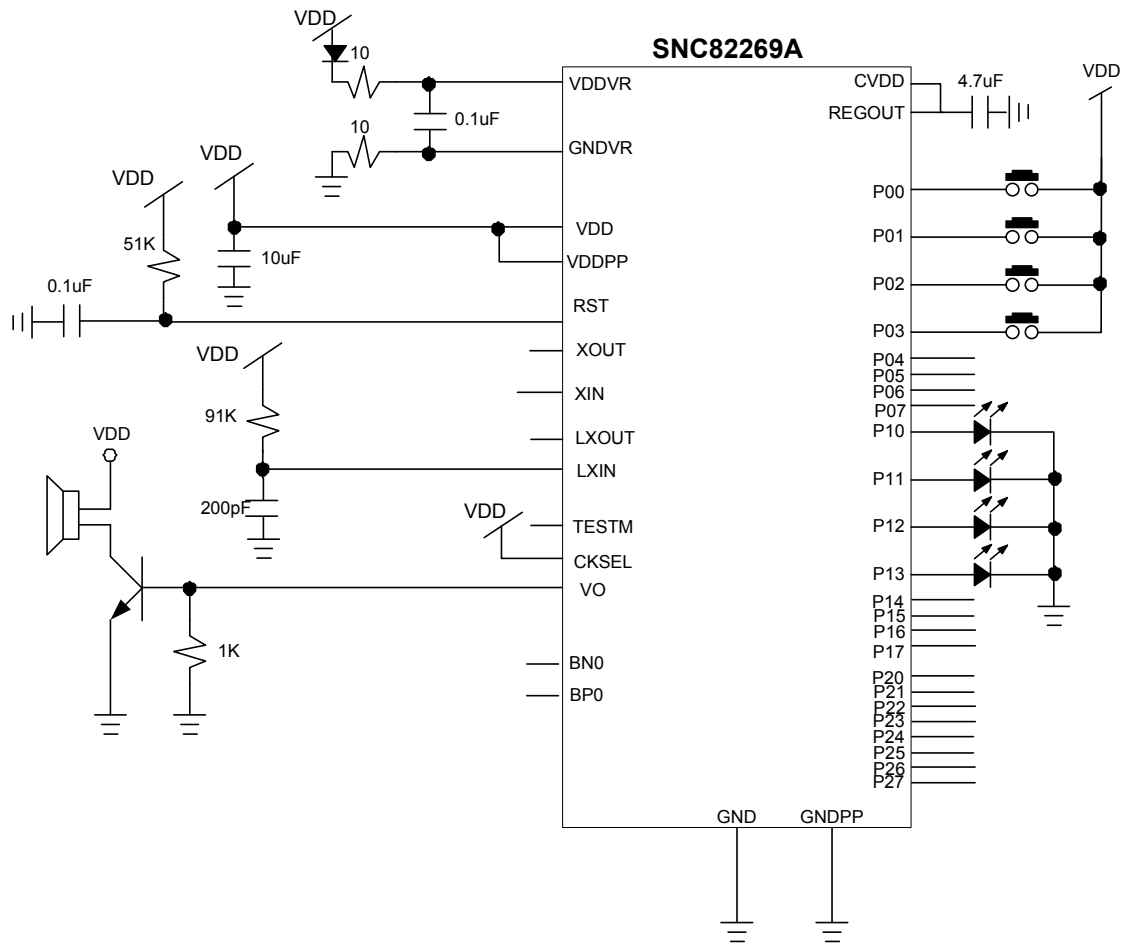 VDD
SNC82269A
10
VDDVR
CVDD
4.7uF
VDD
REGOUT
0.1uF
10
GNDVR
VDD
VDD
P00
VDD
P01
51K
10uF
VDDPP
0.1uF
P02
RST
P03
VDD
XOUT
P04
P05
P06
XIN
P07
91K
P10
VDD
LXOUT
LXIN
P11
200pF
VDD
TESTM
P12
CKSEL
P13
VO
P14
P15
P16
1K
P17
BN0
P20
BP0
P21
P22
P23
P24
P25
P26
P27
GND
GNDPP